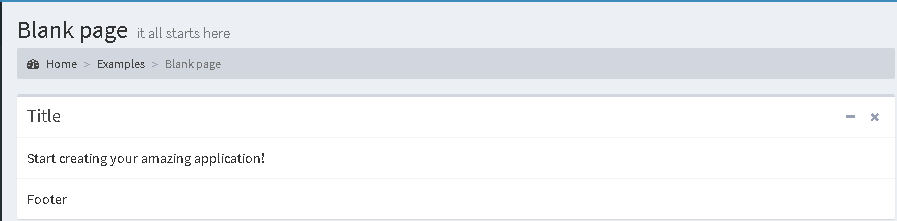 Blank page it all starts here
Home > Examples > Blank page
Title
Start creating your amazing application!
Footer